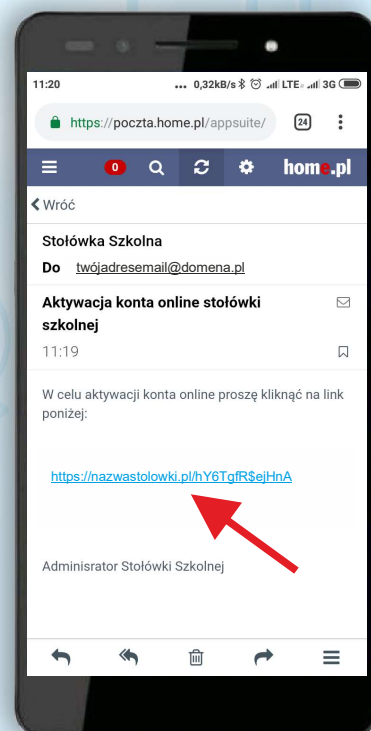 11:20 ... 0,32kB/s LTE 3G
https://poczta.home.pl/appsuite/ 24
0 home.pl
Wróć
Stołówka Szkolna
Do twójadresemail@domena.pl
Aktywacja konta online stołówki
szkolnej
11:19
W celu aktywacji konta online proszę kliknąć na link
poniżej:
https://nazwastolowki.pl/hY6TgfR$ejHnA
Adminisrator Stołówki Szkolnej